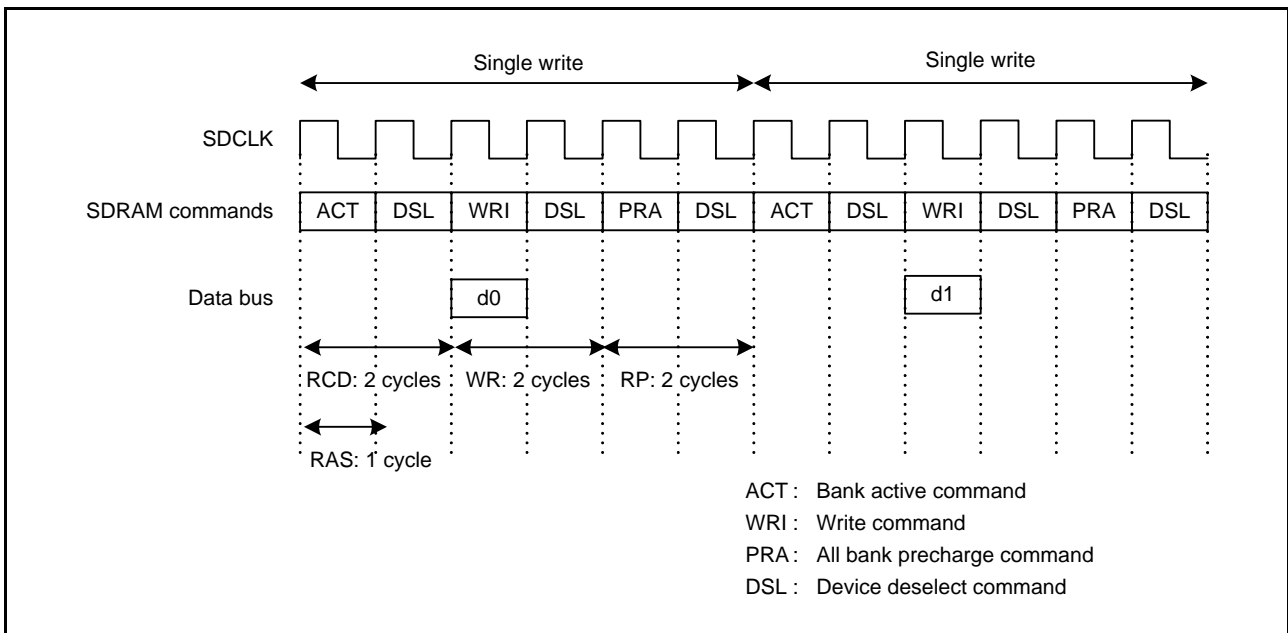 Single write Single write
SDCLK
SDRAM commands ACT DSL WRI DSL PRA DSL ACT DSL WRI DSL PRA DSL
Data bus d0 d1
RCD: 2 cycles WR: 2 cycles RP: 2 cycles
RAS: 1 cycle
ACT : Bank active command
WRI : Write command
PRA : All bank precharge command
DSL : Device deselect command